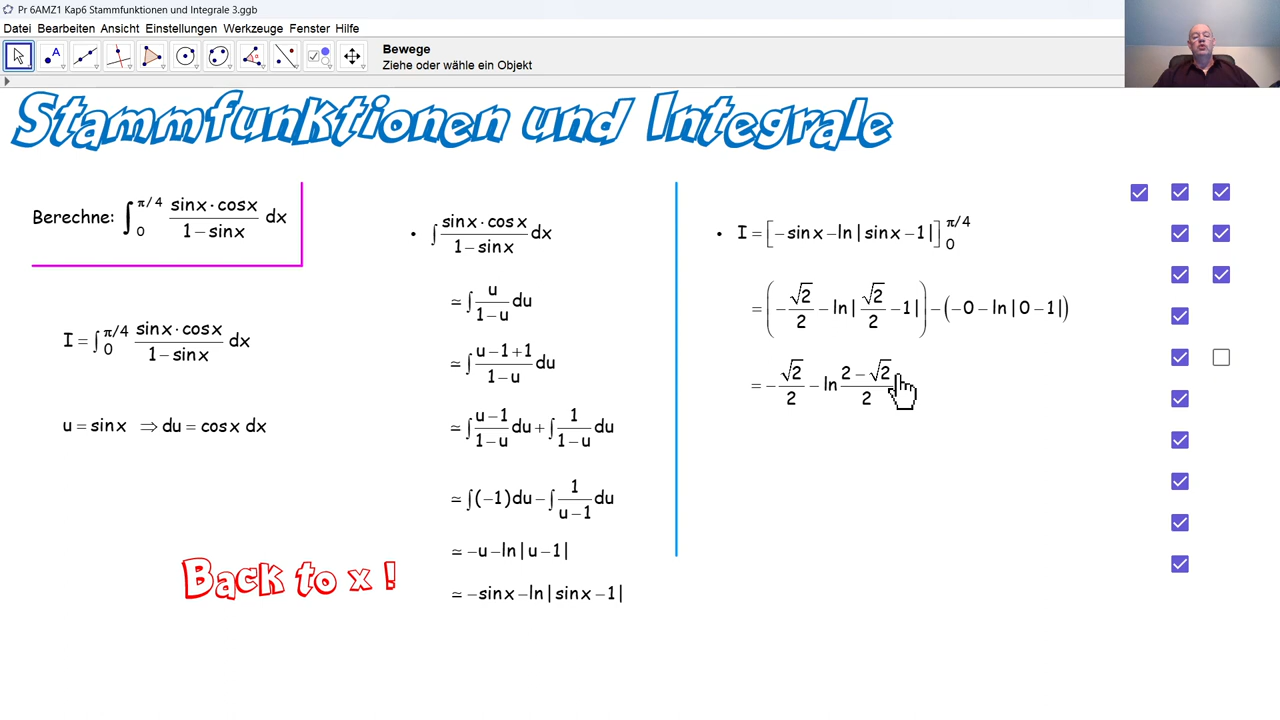 Pr 6AMZ1 Kap6 Stammfunktionen und Integrale 3.ggb
Datei Bearbeiten Ansicht Einstellungen Werkzeuge Fenster Hilfe
Bewege
Ziehe oder wähle ein Objekt
Stammfunktionen und Integrale
Berechne: ∫₀^{π/4} (sinx·cosx)/(1−sinx) dx
I = ∫₀^{π/4} (sinx·cosx)/(1−sinx) dx
u = sinx ⇒ du = cosx dx
Back to x !
• ∫ (sinx·cosx)/(1−sinx) dx
≃ ∫ u/(1−u) du
≃ ∫ (u−1+1)/(1−u) du
≃ ∫ (u−1)/(1−u) du + ∫ 1/(1−u) du
≃ ∫(−1)du − ∫ 1/(u−1) du
≃ −u−ln|u−1|
≃ −sinx−ln|sinx−1|
• I = [−sinx−ln|sinx−1|]₀^{π/4}
= (−√2/2 − ln|√2/2 −1|) − (−0 − ln|0−1|)
= −√2/2 − ln (2−√2)/2